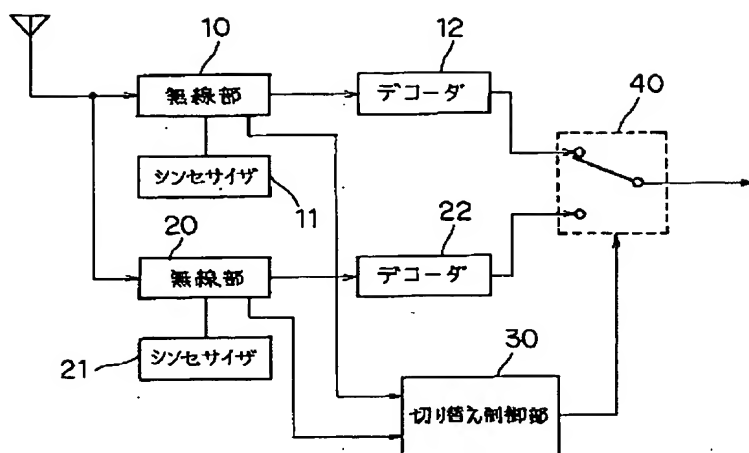 10
無線部
シンセサイザ
11
12
デコーダ
20
無線部
シンセサイザ
21
22
デコーダ
30
切り替え制御部
40